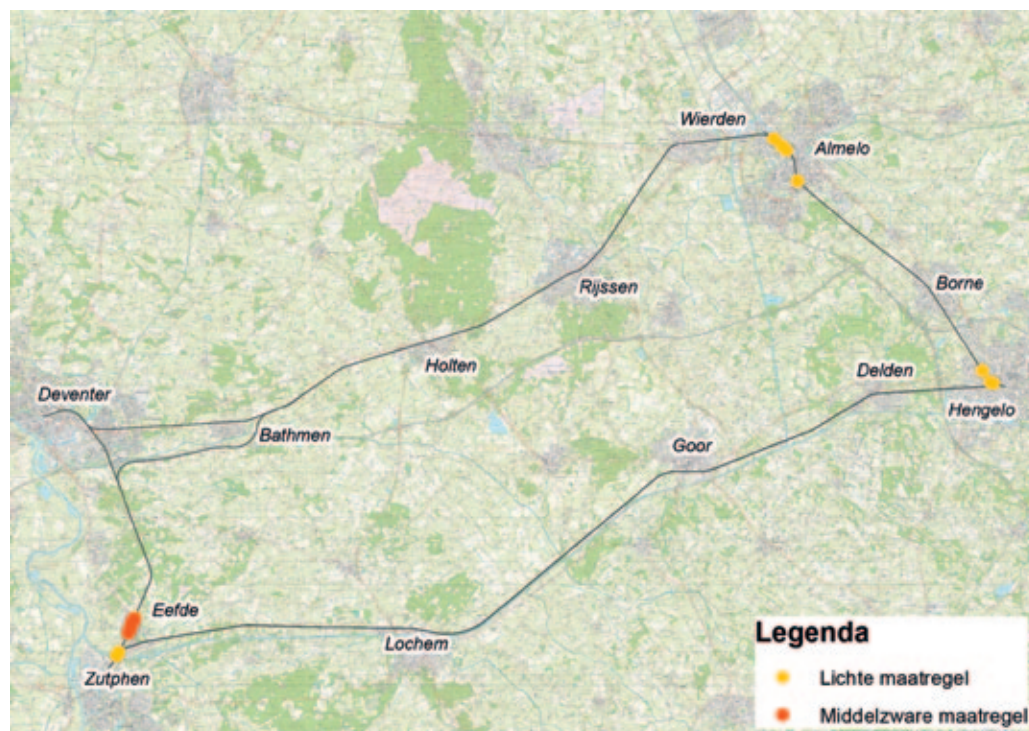 Wierden
Almelo
Rijssen
Borne
Holten
Delden
Deventer
Hengelo
Bathmen
Goor
Eefde
Lochem
Zutphen
Legenda
Lichte maatregel
Middelzware maatregel